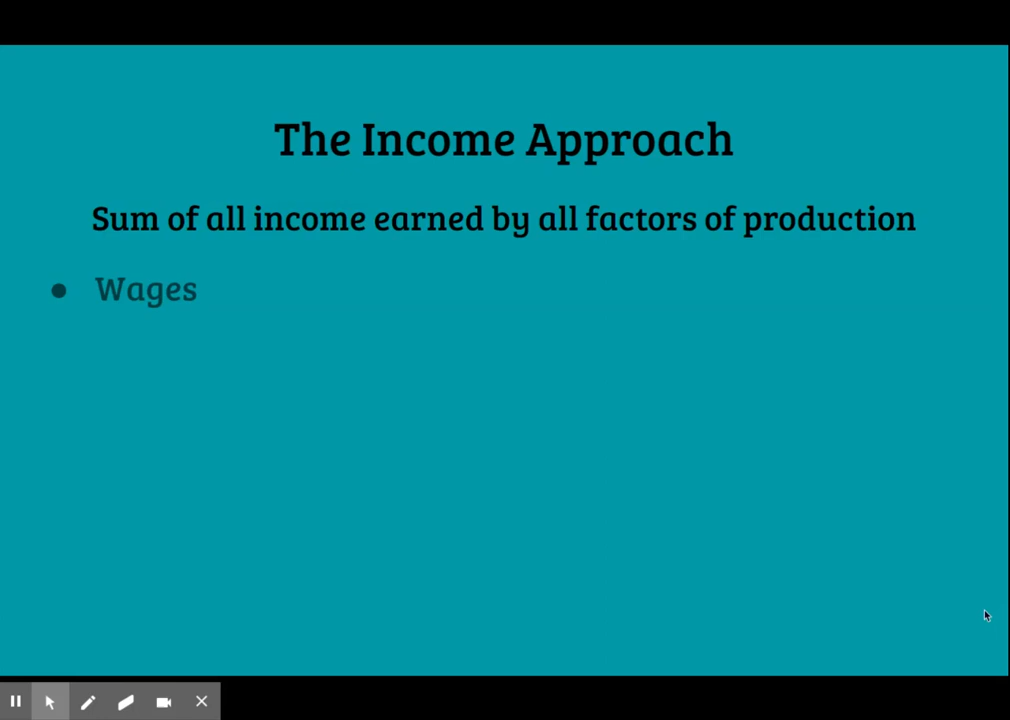 The Income Approach
Sum of all income earned by all factors of production
● Wages